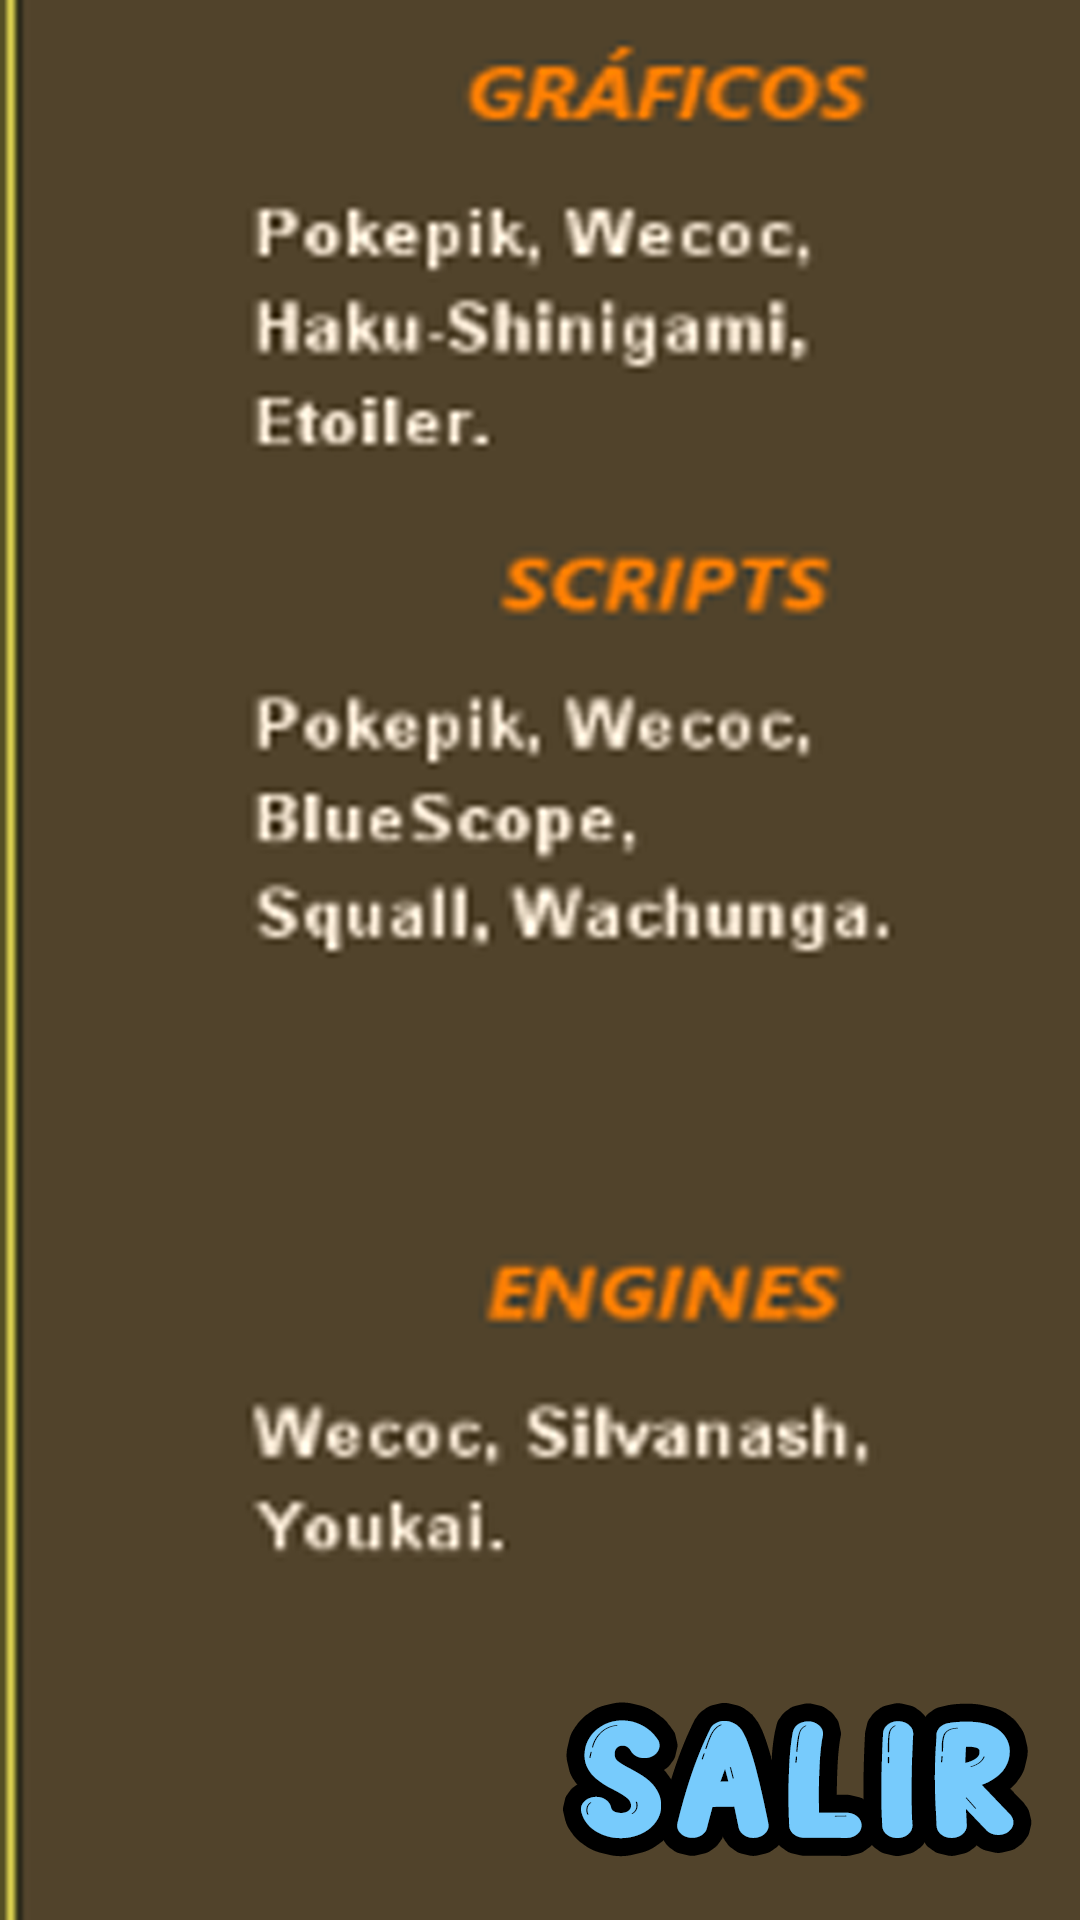 GRÁFICOS
Pokepik, Wecoc,
Haku-Shinigami,
Etoiler.
SCRIPTS
Pokepik, Wecoc,
BlueScope,
Squall, Wachunga.
ENGINES
Wecoc, Silvanash,
Youkai.
SALIR